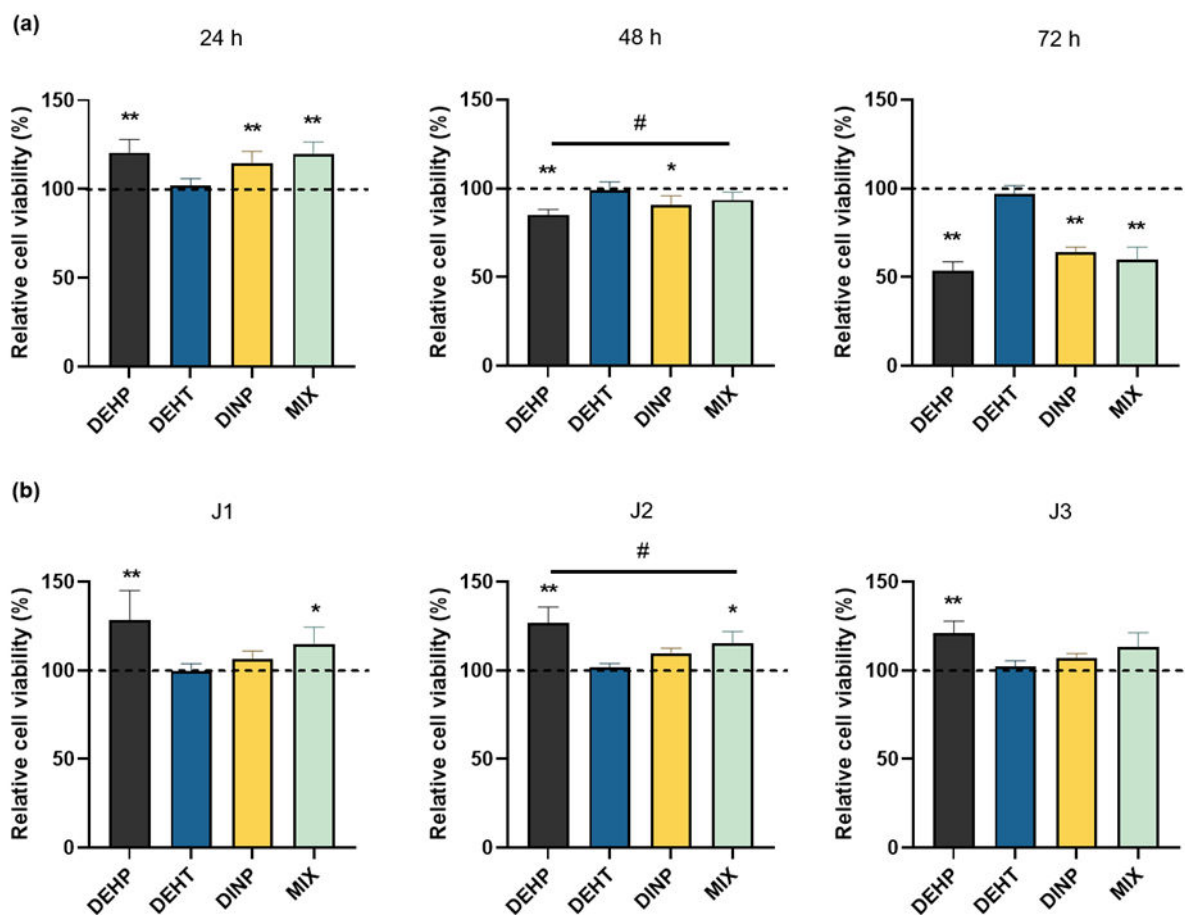 (a)
24 h
48 h
72 h
Relative cell viability (%)
150
100
50
0
**
**
**
DEHP
DEHT
DINP
MIX
Relative cell viability (%)
150
100
50
0
#
**
*
DEHP
DEHT
DINP
MIX
Relative cell viability (%)
150
100
50
0
**
**
**
DEHP
DEHT
DINP
MIX
(b)
J1
J2
J3
Relative cell viability (%)
150
100
50
0
**
*
DEHP
DEHT
DINP
MIX
Relative cell viability (%)
150
100
50
0
#
**
*
DEHP
DEHT
DINP
MIX
Relative cell viability (%)
150
100
50
0
**
DEHP
DEHT
DINP
MIX